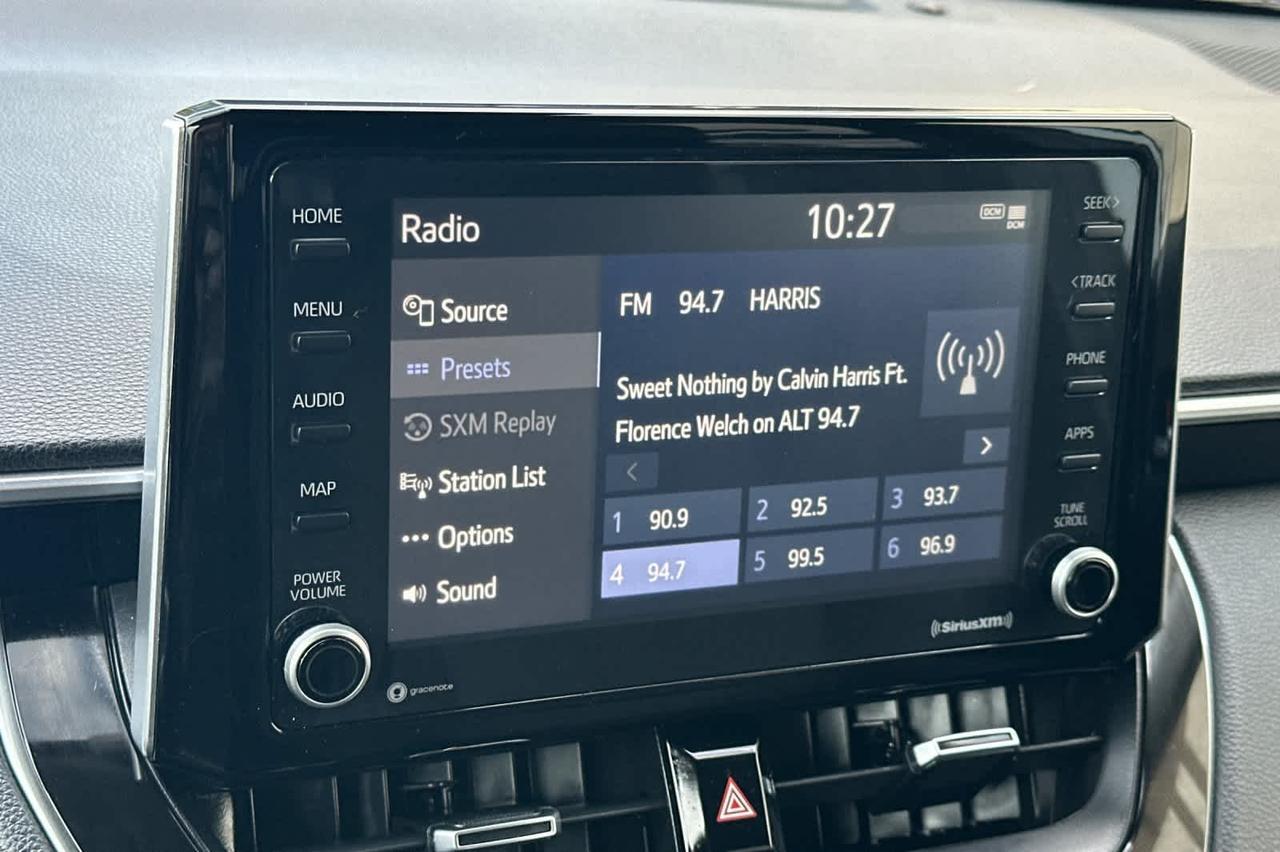 HOME
MENU
AUDIO
MAP
POWER
VOLUME
Radio
10:27
DCM
DCM
Source
Presets
SXM Replay
Station List
Options
Sound
FM 94.7 HARRIS
Sweet Nothing by Calvin Harris Ft.
Florence Welch on ALT 94.7
<
>
1 90.9
2 92.5
3 93.7
4 94.7
5 99.5
6 96.9
SEEK>
<TRACK
PHONE
APPS
TUNE
SCROLL
gracenote
((SiriusXM))